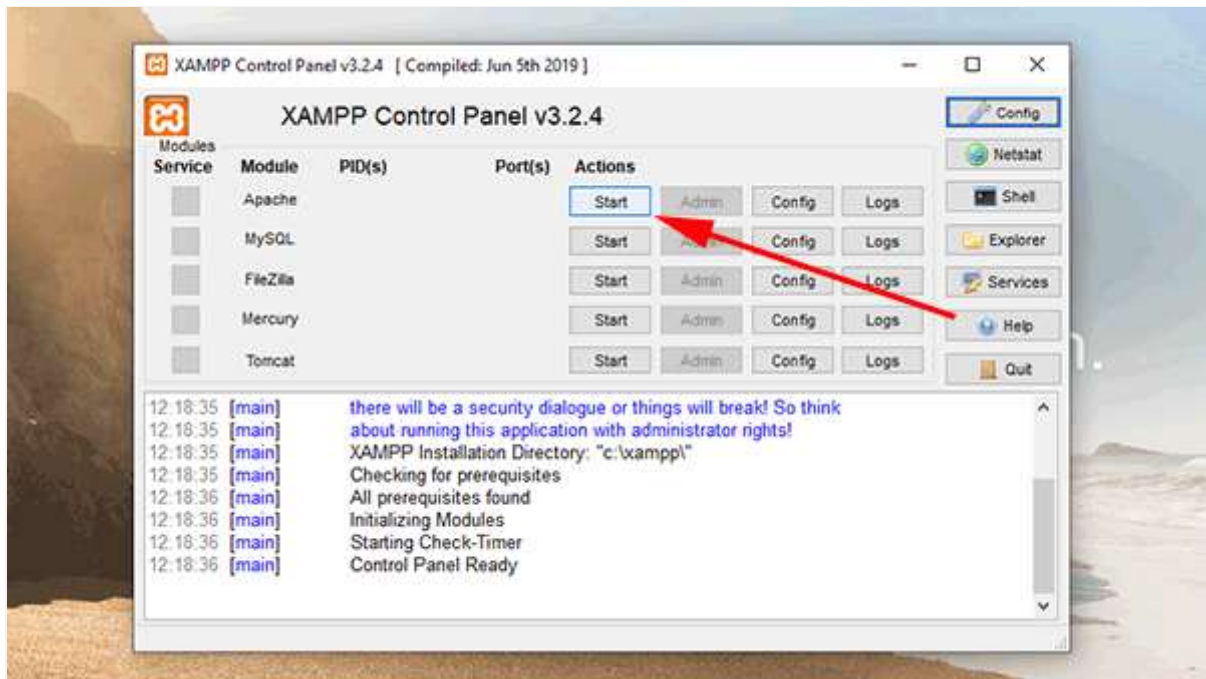 XAMPP Control Panel v3.2.4 [ Compiled: Jun 5th 2019 ]
XAMPP Control Panel v3.2.4
Config
Modules
Netstat
Service Module PID(s) Port(s) Actions
Apache Start Admin Config Logs
Shell
MySQL Start Admin Config Logs
Explorer
FileZilla Start Admin Config Logs
Services
Mercury Start Admin Config Logs
Help
Tomcat Start Admin Config Logs
Quit
12:18:35 [main] there will be a security dialogue or things will break! So think
12:18:35 [main] about running this application with administrator rights!
12:18:35 [main] XAMPP Installation Directory: "c:\xampp\"
12:18:35 [main] Checking for prerequisites
12:18:36 [main] All prerequisites found
12:18:36 [main] Initializing Modules
12:18:36 [main] Starting Check-Timer
12:18:36 [main] Control Panel Ready